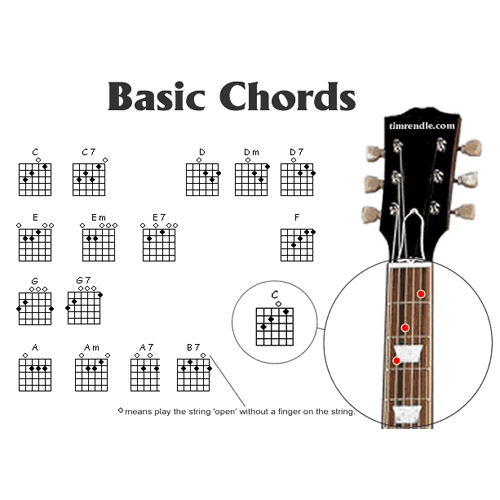 Basic Chords
timrendle.com
C C7 D Dm D7
E Em E7 F
G G7
C
A Am A7 B7
◇ means play the string 'open' without a finger on the string.